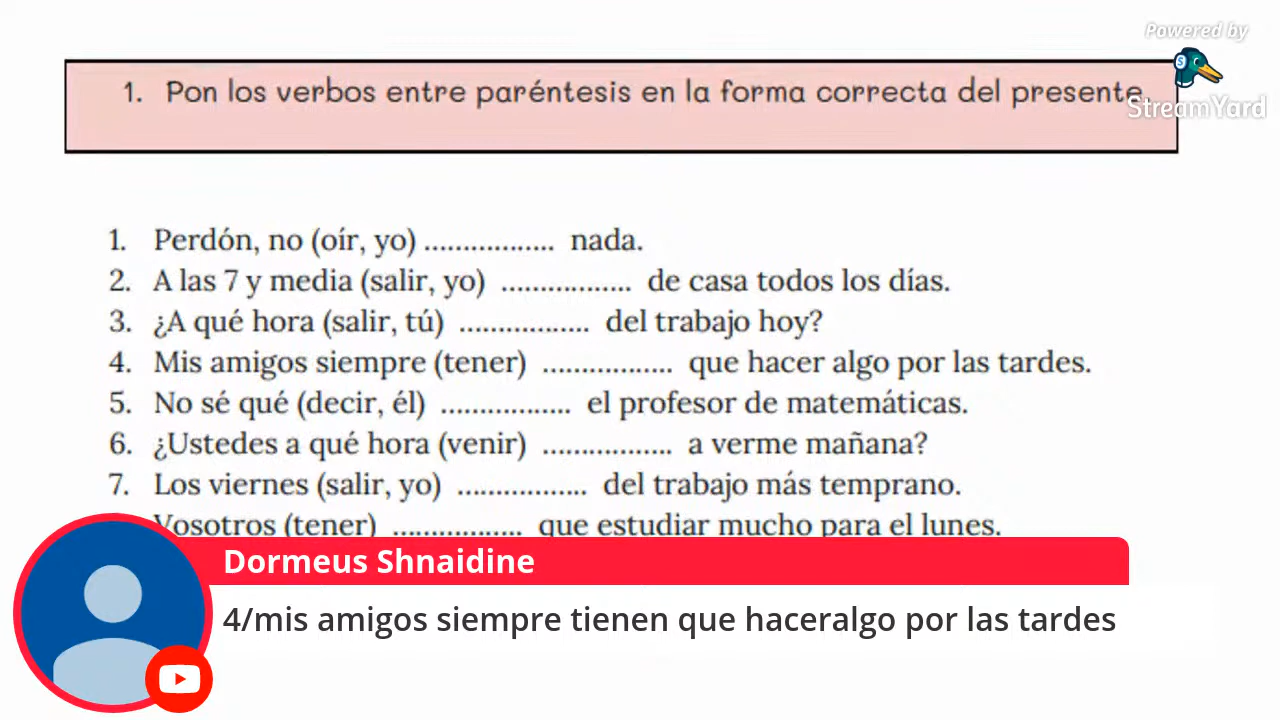 Powered by
StreamYard
1. Pon los verbos entre paréntesis en la forma correcta del presente
1. Perdón, no (oír, yo) ................. nada.
2. A las 7 y media (salir, yo) ................. de casa todos los días.
3. ¿A qué hora (salir, tú) ................. del trabajo hoy?
4. Mis amigos siempre (tener) ................. que hacer algo por las tardes.
5. No sé qué (decir, él) ................. el profesor de matemáticas.
6. ¿Ustedes a qué hora (venir) ................. a verme mañana?
7. Los viernes (salir, yo) ................. del trabajo más temprano.
Vosotros (tener) ................. que estudiar mucho para el lunes.
Dormeus Shnaidine
4/mis amigos siempre tienen que haceralgo por las tardes